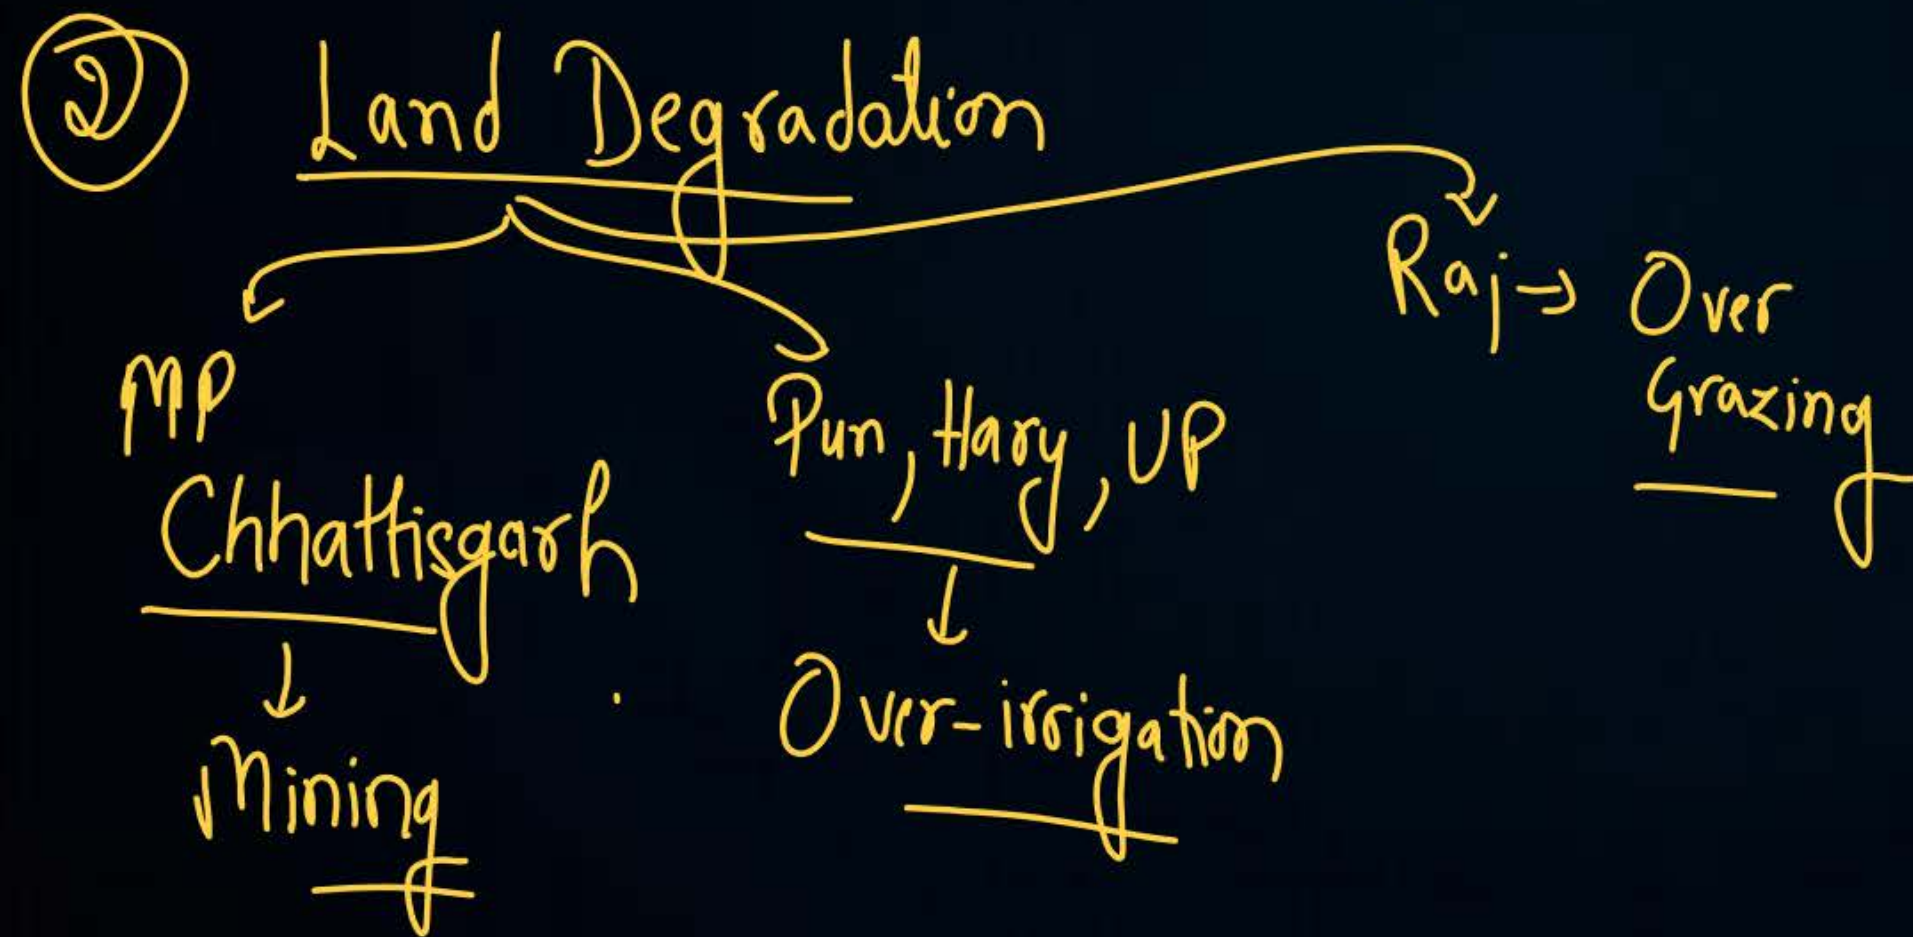 2 Land Degradation
MP
Chhattisgarh
↓
Mining
Pun, Hary, UP
↓
Over-irrigation
Raj → Over
Grazing